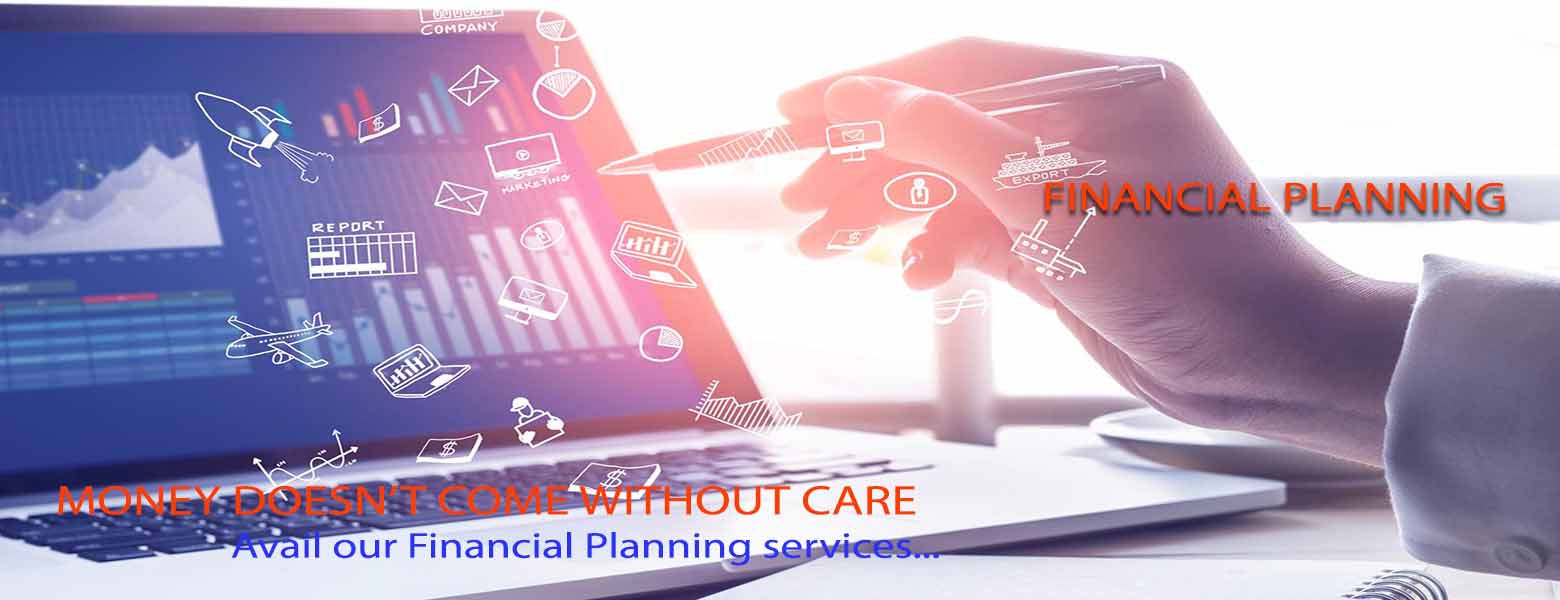 COMPANY
MARKETING
EXPORT
FINANCIAL PLANNING
REPORT
MONEY DOESN'T COME WITHOUT CARE
Avail our Financial Planning services...